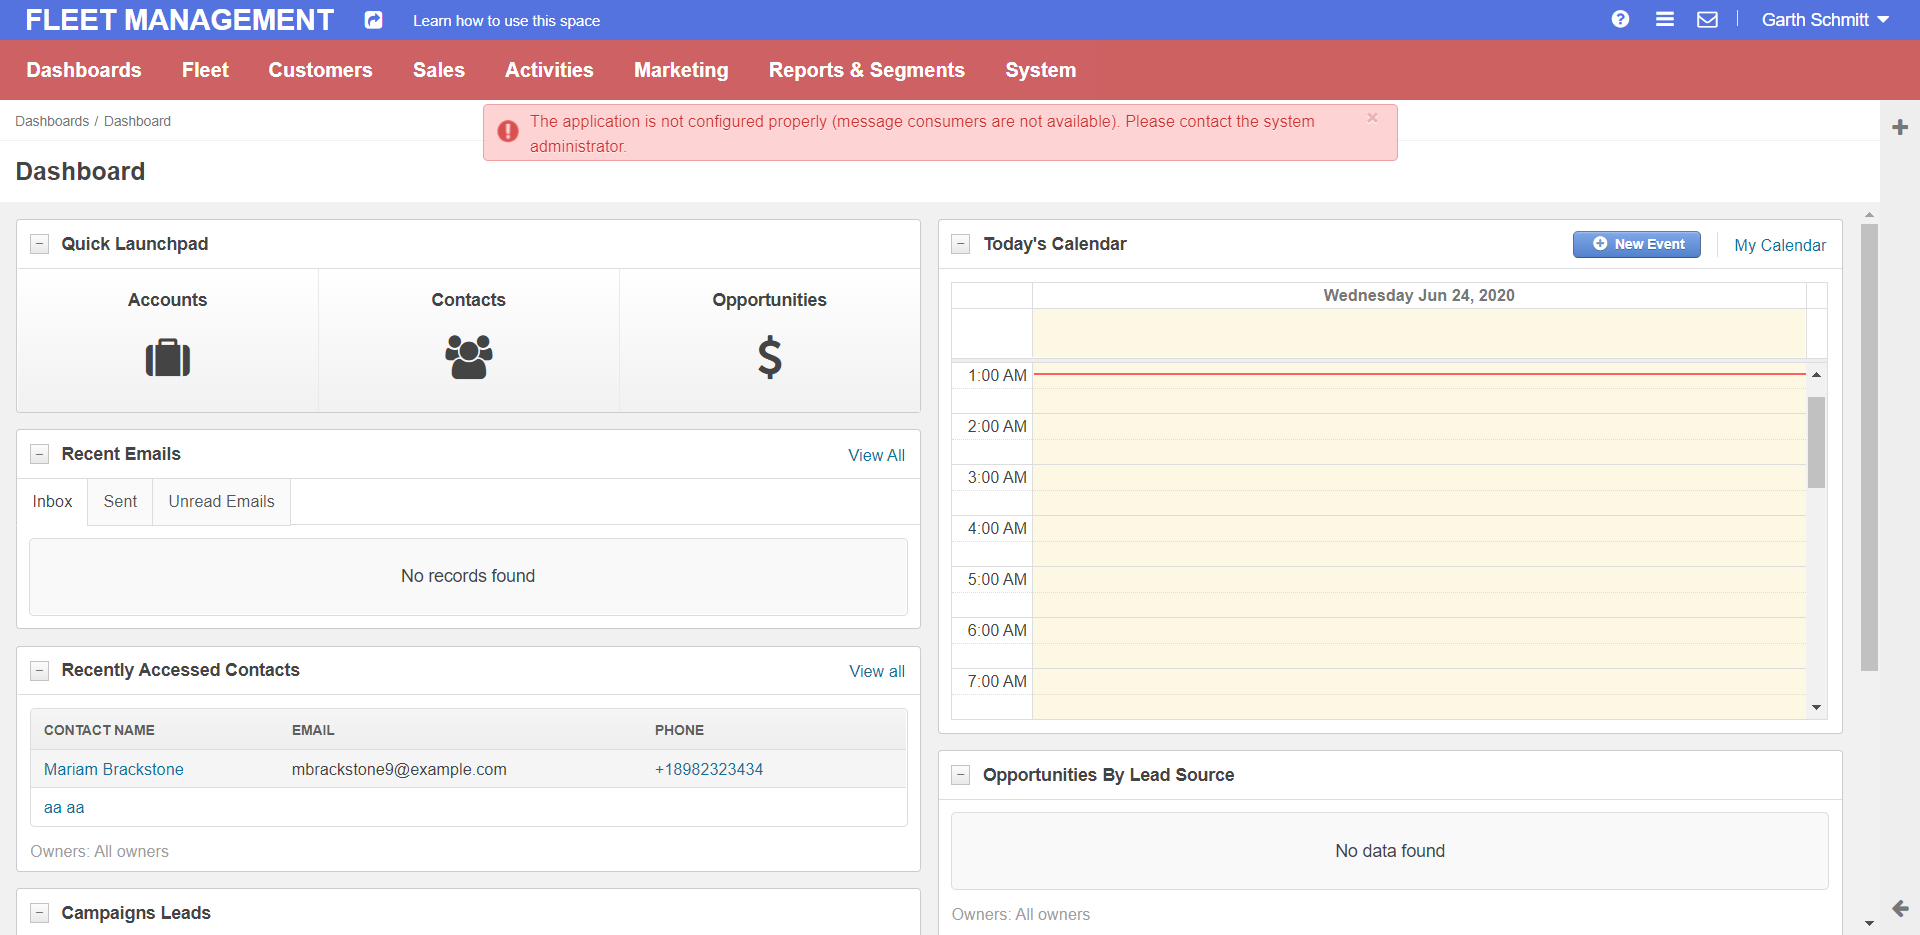 FLEET MANAGEMENT
Learn how to use this space
Garth Schmitt
Dashboards
Fleet
Customers
Sales
Activities
Marketing
Reports & Segments
System
Dashboards / Dashboard
The application is not configured properly (message consumers are not available). Please contact the system
administrator.
×
Dashboard
Quick Launchpad
Accounts
Contacts
Opportunities
Recent Emails
View All
Inbox
Sent
Unread Emails
No records found
Recently Accessed Contacts
View all
CONTACT NAME
EMAIL
PHONE
Mariam Brackstone
mbrackstone9@example.com
+18982323434
aa aa
Owners: All owners
Campaigns Leads
Today's Calendar
New Event
My Calendar
Wednesday Jun 24, 2020
1:00 AM
2:00 AM
3:00 AM
4:00 AM
5:00 AM
6:00 AM
7:00 AM
Opportunities By Lead Source
No data found
Owners: All owners